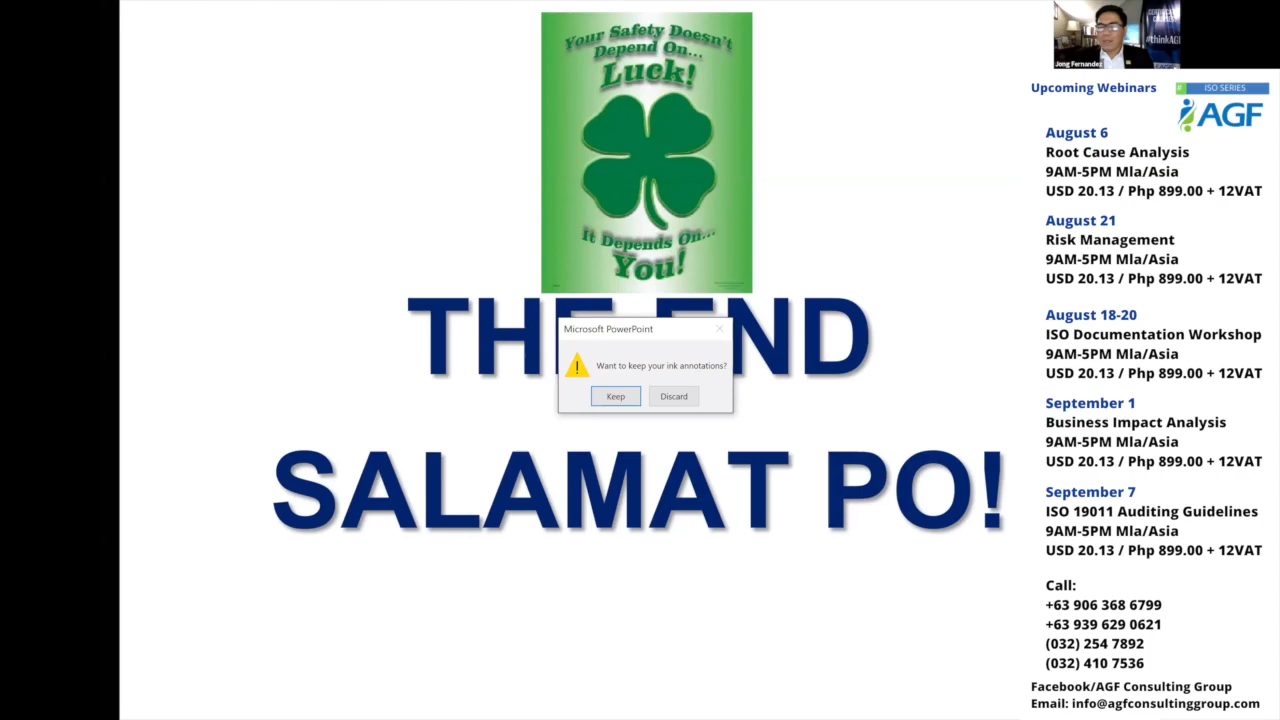 Your Safety Doesn't
Depend On...
Luck!
It Depends On...
You!
THE END
SALAMAT PO!
Microsoft PowerPoint
Want to keep your ink annotations?
Keep
Discard
#thinkAGF
Jong Fernandez
Upcoming Webinars
# ISO SERIES
AGF
August 6
Root Cause Analysis
9AM-5PM Mla/Asia
USD 20.13 / Php 899.00 + 12VAT
August 21
Risk Management
9AM-5PM Mla/Asia
USD 20.13 / Php 899.00 + 12VAT
August 18-20
ISO Documentation Workshop
9AM-5PM Mla/Asia
USD 20.13 / Php 899.00 + 12VAT
September 1
Business Impact Analysis
9AM-5PM Mla/Asia
USD 20.13 / Php 899.00 + 12VAT
September 7
ISO 19011 Auditing Guidelines
9AM-5PM Mla/Asia
USD 20.13 / Php 899.00 + 12VAT
Call:
+63 906 368 6799
+63 939 629 0621
(032) 254 7892
(032) 410 7536
Facebook/AGF Consulting Group
Email: info@agfconsultinggroup.com